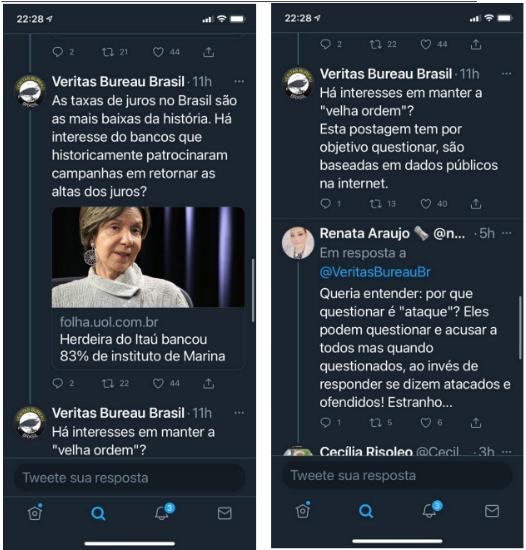 22:28
2 21 44
Veritas Bureau Brasil · 11h ...
As taxas de juros no Brasil são
as mais baixas da história. Há
interesse do bancos que
historicamente patrocinaram
campanhas em retornar as
altas dos juros?
folha.uol.com.br
Herdeira do Itaú bancou
83% de instituto de Marina
2 22 44
Veritas Bureau Brasil · 11h ...
Há interesses em manter a
"velha ordem"?
Tweete sua resposta
3
22:28
2 22 44
Veritas Bureau Brasil · 11h ...
Há interesses em manter a
"velha ordem"?
Esta postagem tem por
objetivo questionar, são
baseadas em dados públicos
na internet.
1 13 40
Renata Araujo @n... · 5h ...
Em resposta a
@VeritasBureauBr
Queria entender: por que
questionar é "ataque"? Eles
podem questionar e acusar a
todos mas quando
questionados, ao invés de
responder se dizem atacados e
ofendidos! Estranho...
1 5 6
Cecília Risoleo @Cecil... · 3h ...
Tweete sua resposta
3